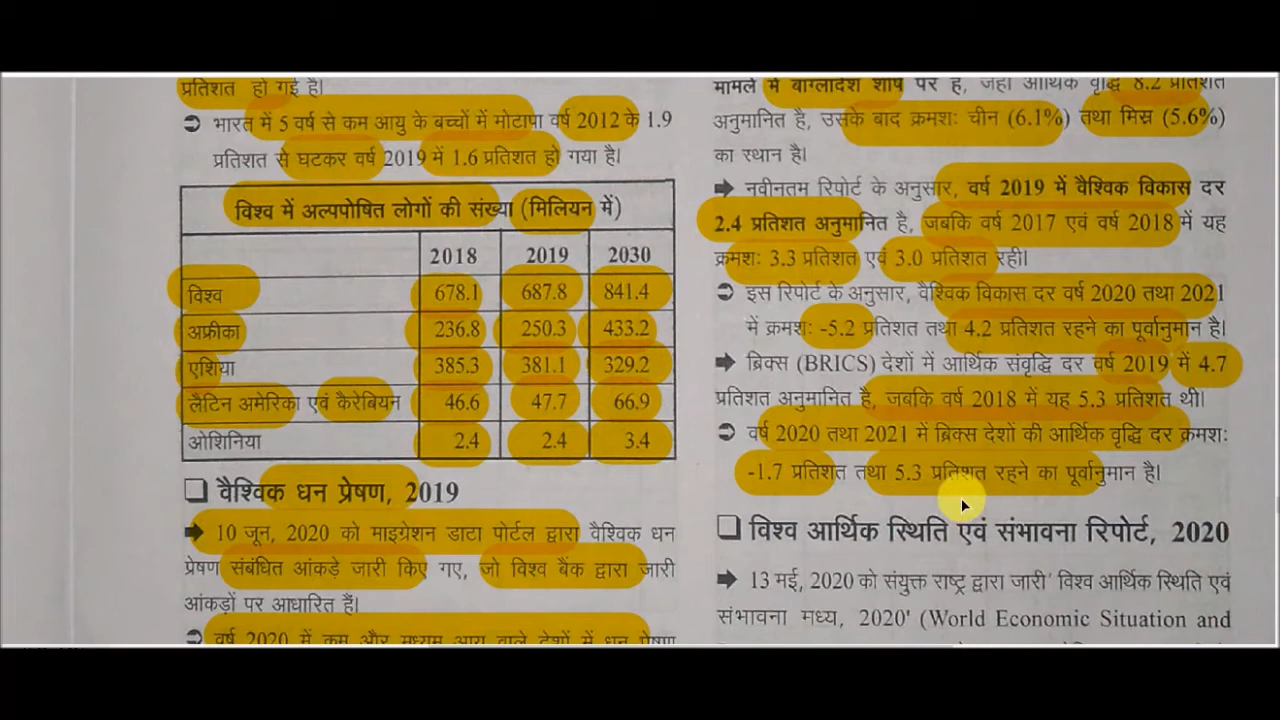 प्रतिशत हो गई है।
➲ भारत में 5 वर्ष से कम आयु के बच्चों में मोटापा वर्ष 2012 के 1.9
प्रतिशत से घटकर वर्ष 2019 में 1.6 प्रतिशत हो गया है।
विश्व में अल्पपोषित लोगों की संख्या (मिलियन में)
2018 2019 2030
विश्व 678.1 687.8 841.4
अफ्रीका 236.8 250.3 433.2
एशिया 385.3 381.1 329.2
लैटिन अमेरिका एवं कैरेबियन 46.6 47.7 66.9
ओशिनिया 2.4 2.4 3.4
❑ वैश्विक धन प्रेषण, 2019
➡ 10 जून, 2020 को माइग्रेशन डाटा पोर्टल द्वारा वैश्विक धन
प्रेषण संबंधित आंकड़े जारी किए गए, जो विश्व बैंक द्वारा जारी
आंकड़ों पर आधारित हैं।
➲ वर्ष 2020 में कम और मध्यम आय वाले देशों में धन प्रेषण
मामले में बांग्लादेश शीर्ष पर है, जहां आर्थिक वृद्धि 8.2 प्रतिशत
अनुमानित है, उसके बाद क्रमशः चीन (6.1%) तथा मिस्र (5.6%)
का स्थान है।
➡ नवीनतम रिपोर्ट के अनुसार, वर्ष 2019 में वैश्विक विकास दर
2.4 प्रतिशत अनुमानित है, जबकि वर्ष 2017 एवं वर्ष 2018 में यह
क्रमशः 3.3 प्रतिशत एवं 3.0 प्रतिशत रही।
➲ इस रिपोर्ट के अनुसार, वैश्विक विकास दर वर्ष 2020 तथा 2021
में क्रमशः -5.2 प्रतिशत तथा 4.2 प्रतिशत रहने का पूर्वानुमान है।
➡ ब्रिक्स (BRICS) देशों में आर्थिक संवृद्धि दर वर्ष 2019 में 4.7
प्रतिशत अनुमानित है, जबकि वर्ष 2018 में यह 5.3 प्रतिशत थी।
➲ वर्ष 2020 तथा 2021 में ब्रिक्स देशों की आर्थिक वृद्धि दर क्रमशः
-1.7 प्रतिशत तथा 5.3 प्रतिशत रहने का पूर्वानुमान है।
❑ विश्व आर्थिक स्थिति एवं संभावना रिपोर्ट, 2020
➡ 13 मई, 2020 को संयुक्त राष्ट्र द्वारा जारी' विश्व आर्थिक स्थिति एवं
संभावना मध्य, 2020' (World Economic Situation and